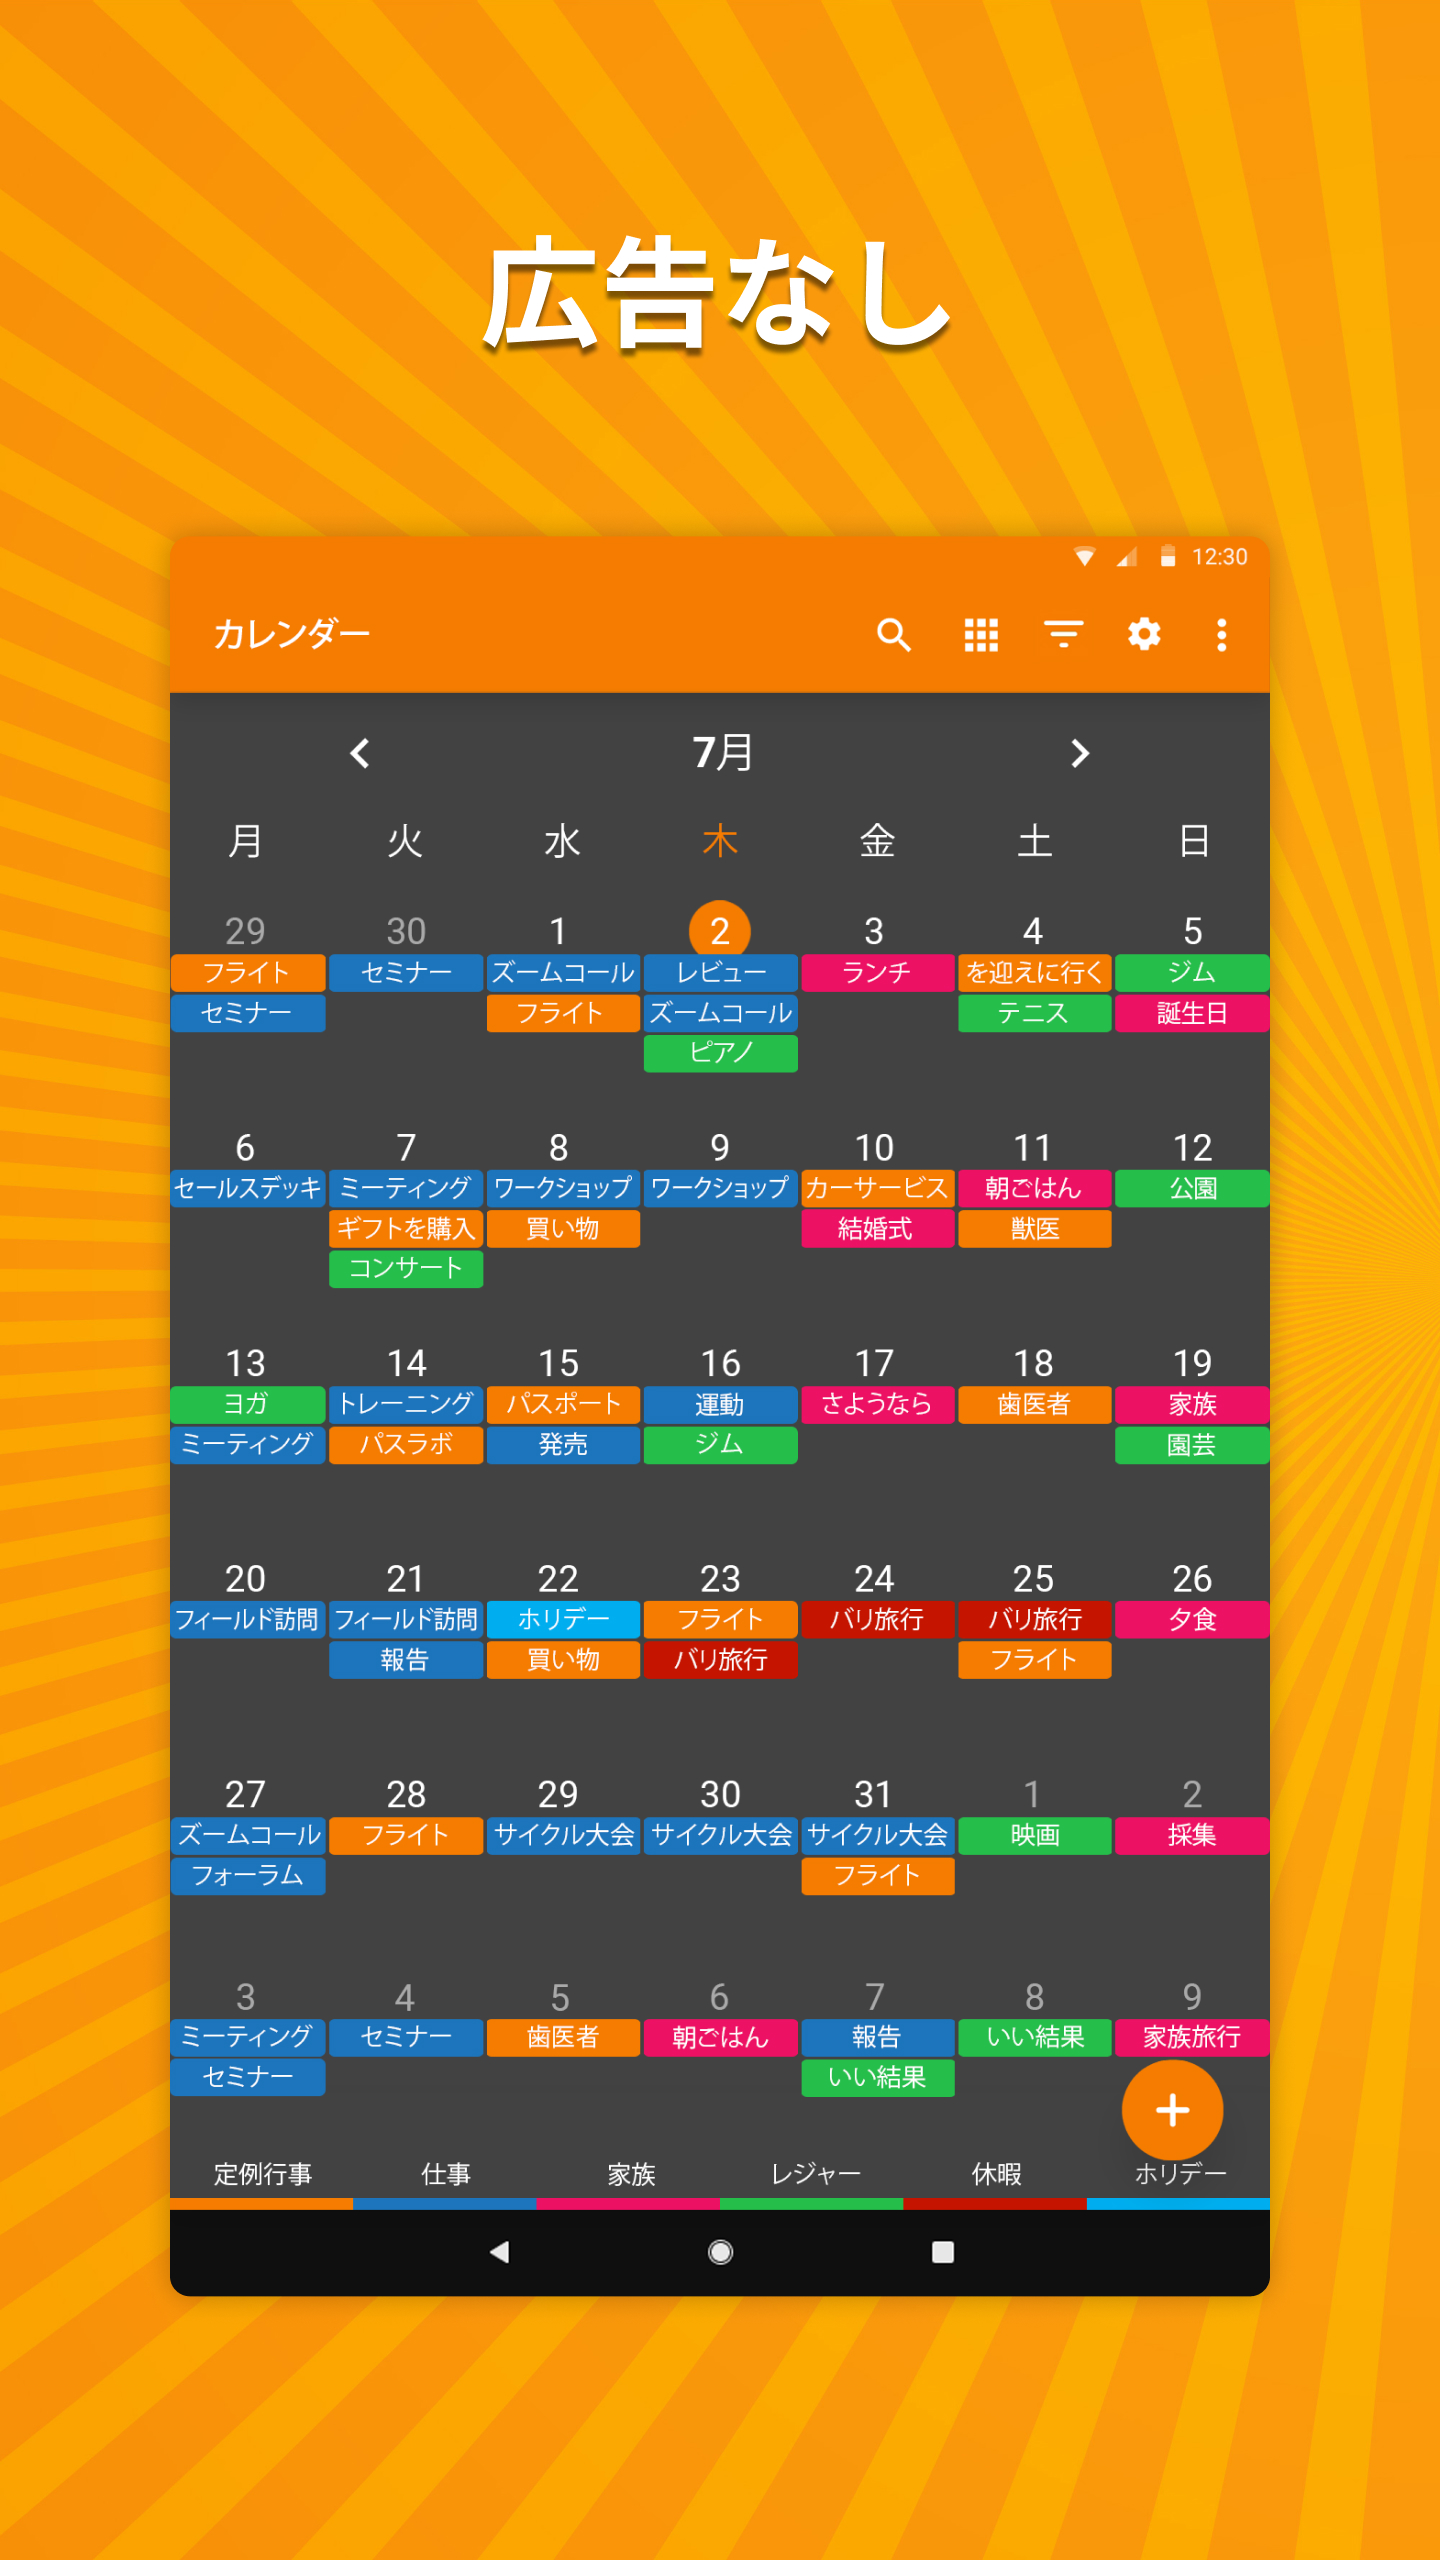 広告なし
12:30
カレンダー
7月
月 火 水 木 金 土 日
29 30 1 2 3 4 5
フライト セミナー ズームコール レビュー ランチ を迎えに行く ジム
セミナー フライト ズームコール テニス 誕生日
ピアノ
6 7 8 9 10 11 12
セールスデッキ ミーティング ワークショップ ワークショップ カーサービス 朝ごはん 公園
ギフトを購入 買い物 結婚式 獣医
コンサート
13 14 15 16 17 18 19
ヨガ トレーニング パスポート 運動 さようなら 歯医者 家族
ミーティング パスラボ 発売 ジム 園芸
20 21 22 23 24 25 26
フィールド訪問 フィールド訪問 ホリデー フライト バリ旅行 バリ旅行 夕食
報告 買い物 バリ旅行 フライト
27 28 29 30 31 1 2
ズームコール フライト サイクル大会 サイクル大会 サイクル大会 映画 採集
フォーラム フライト
3 4 5 6 7 8 9
ミーティング セミナー 歯医者 朝ごはん 報告 いい結果 家族旅行
セミナー いい結果
定例行事 仕事 家族 レジャー 休暇 ホリデー